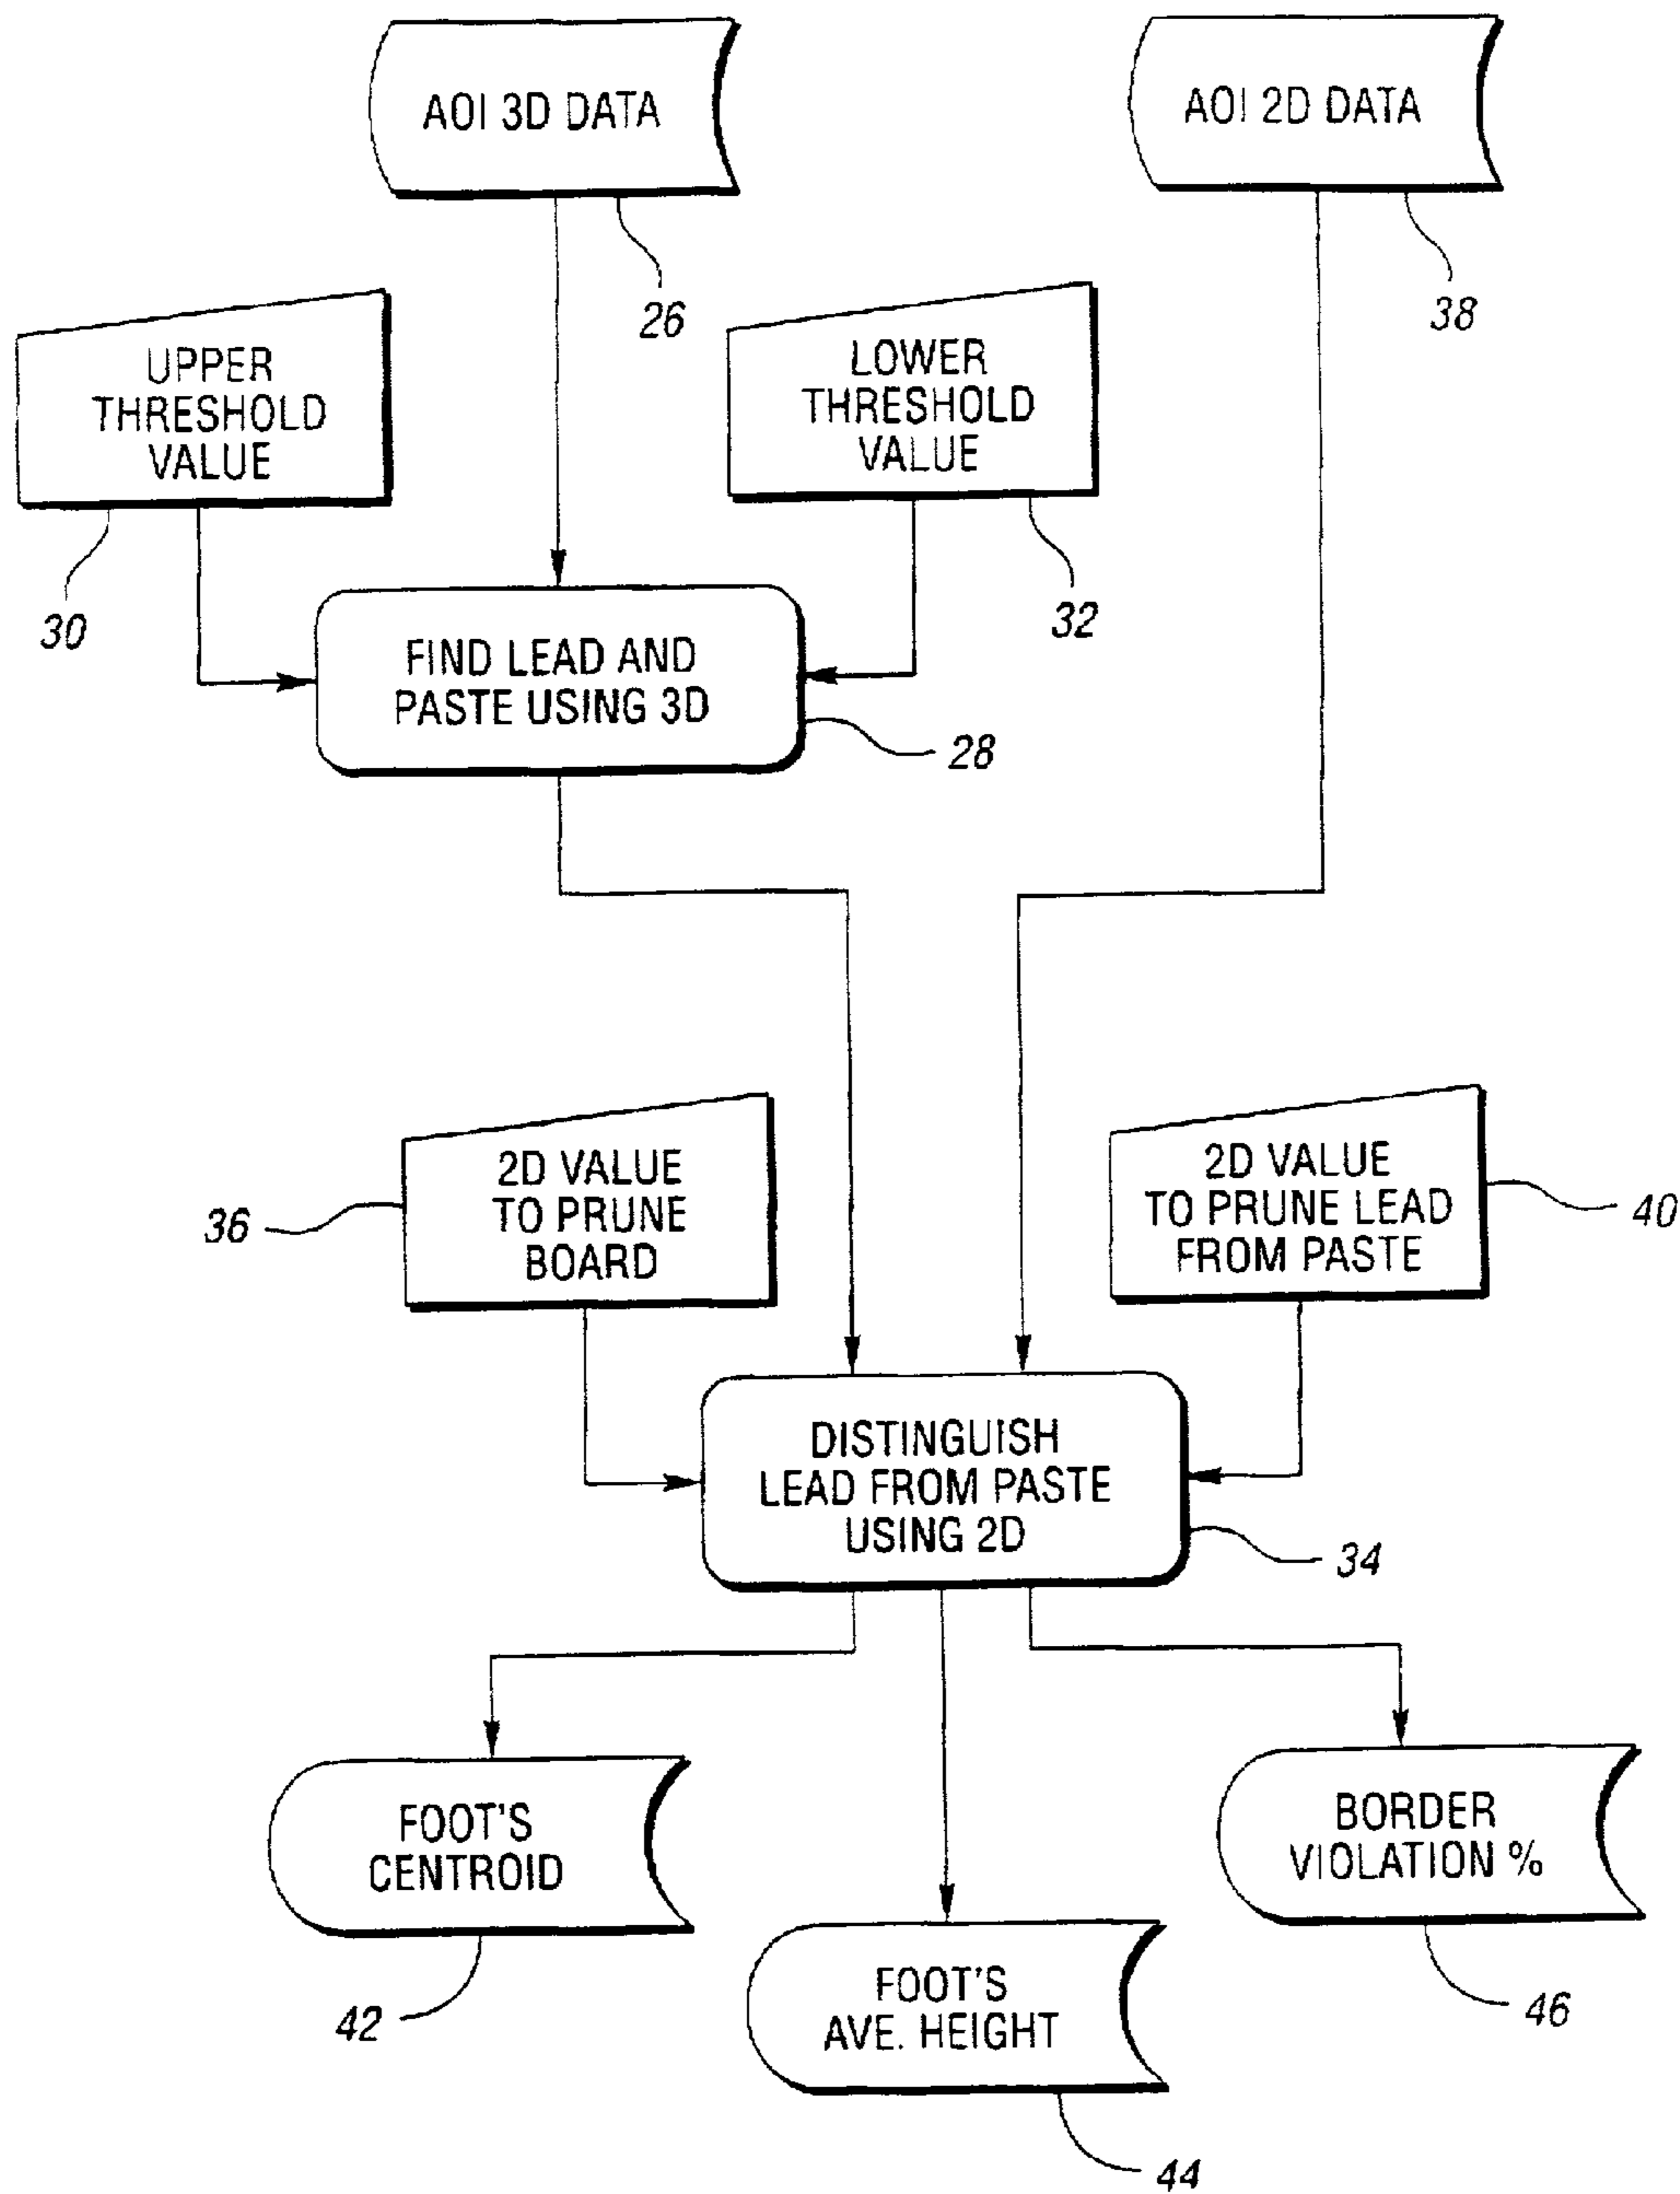 AOI 3D DATA
26
AOI 2D DATA
38
UPPER
THRESHOLD
VALUE
30
LOWER
THRESHOLD
VALUE
32
FIND LEAD AND
PASTE USING 3D
28
2D VALUE
TO PRUNE
BOARD
36
2D VALUE
TO PRUNE LEAD
FROM PASTE
40
DISTINGUISH
LEAD FROM PASTE
USING 2D
34
FOOT'S
CENTROID
42
FOOT'S
AVE. HEIGHT
44
BORDER
VIOLATION %
46